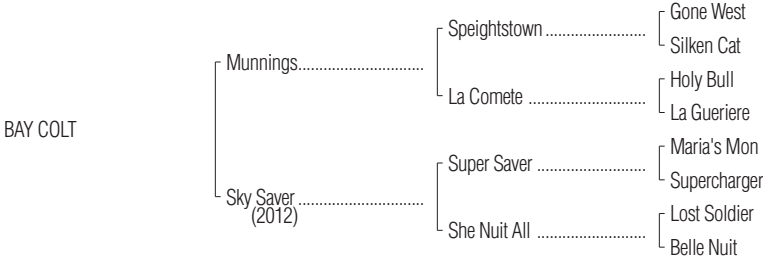 Gone West
Speightstown
Silken Cat
Munnings
Holy Bull
La Comete
La Gueriere
BAY COLT
Maria's Mon
Super Saver
Supercharger
Sky Saver
(2012)
Lost Soldier
She Nuit All
Belle Nuit